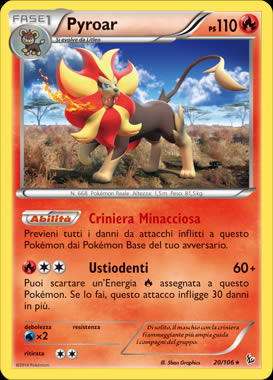 FASE 1
Pyroar
PS110
Si evolve da Litleo
N. 668 Pokémon Reale Altezza: 1,5m Peso: 81,5kg
Abilità Criniera Minacciosa
Previeni tutti i danni da attacchi inflitti a questo
Pokémon dai Pokémon Base del tuo avversario.
Ustiodenti 60+
Puoi scartare un'Energia assegnata a questo
Pokémon. Se lo fai, questo attacco infligge 30 danni
in più.
debolezza resistenza
×2
ritirata
Di solito, il maschio con la criniera
fiammeggiante più ampia guida
i compagni del gruppo.
Illus. 5ban Graphics
20/106
©2014 Pokémon